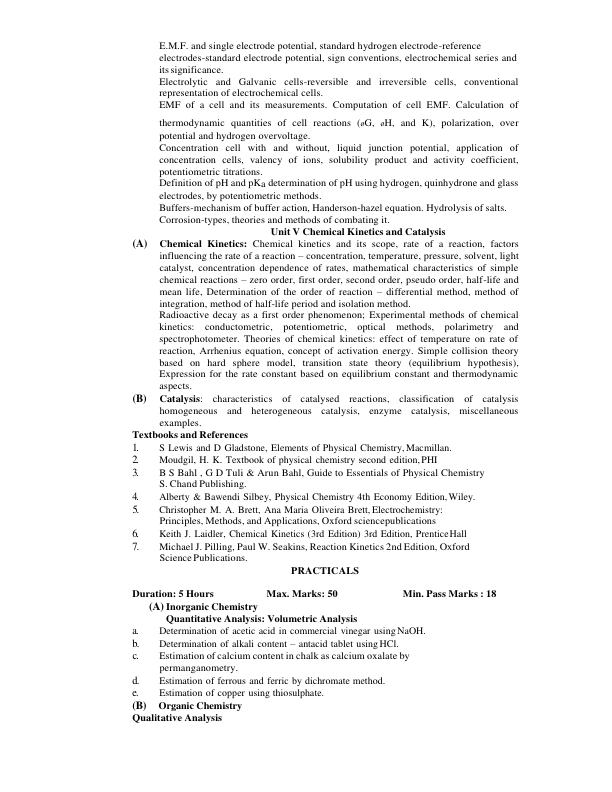 E.M.F. and single electrode potential, standard hydrogen electrode-reference
electrodes-standard electrode potential, sign conventions, electrochemical series and
its significance.
Electrolytic and Galvanic cells-reversible and irreversible cells, conventional
representation of electrochemical cells.
EMF of a cell and its measurements. Computation of cell EMF. Calculation of
thermodynamic quantities of cell reactions (øG, øH, and K), polarization, over
potential and hydrogen overvoltage.
Concentration cell with and without, liquid junction potential, application of
concentration cells, valency of ions, solubility product and activity coefficient,
potentiometric titrations.
Definition of pH and pKa determination of pH using hydrogen, quinhydrone and glass
electrodes, by potentiometric methods.
Buffers-mechanism of buffer action, Handerson-hazel equation. Hydrolysis of salts.
Corrosion-types, theories and methods of combating it.
Unit V Chemical Kinetics and Catalysis
(A) Chemical Kinetics: Chemical kinetics and its scope, rate of a reaction, factors
influencing the rate of a reaction – concentration, temperature, pressure, solvent, light
catalyst, concentration dependence of rates, mathematical characteristics of simple
chemical reactions – zero order, first order, second order, pseudo order, half-life and
mean life, Determination of the order of reaction – differential method, method of
integration, method of half-life period and isolation method.
Radioactive decay as a first order phenomenon; Experimental methods of chemical
kinetics: conductometric, potentiometric, optical methods, polarimetry and
spectrophotometer. Theories of chemical kinetics: effect of temperature on rate of
reaction, Arrhenius equation, concept of activation energy. Simple collision theory
based on hard sphere model, transition state theory (equilibrium hypothesis),
Expression for the rate constant based on equilibrium constant and thermodynamic
aspects.
(B) Catalysis: characteristics of catalysed reactions, classification of catalysis
homogeneous and heterogeneous catalysis, enzyme catalysis, miscellaneous
examples.
Textbooks and References
1. S Lewis and D Gladstone, Elements of Physical Chemistry, Macmillan.
2. Moudgil, H. K. Textbook of physical chemistry second edition, PHI
3. B S Bahl , G D Tuli & Arun Bahl, Guide to Essentials of Physical Chemistry
S. Chand Publishing.
4. Alberty & Bawendi Silbey, Physical Chemistry 4th Economy Edition, Wiley.
5. Christopher M. A. Brett, Ana Maria Oliveira Brett, Electrochemistry:
Principles, Methods, and Applications, Oxford sciencepublications
6. Keith J. Laidler, Chemical Kinetics (3rd Edition) 3rd Edition, PrenticeHall
7. Michael J. Pilling, Paul W. Seakins, Reaction Kinetics 2nd Edition, Oxford
Science Publications.
PRACTICALS
Duration: 5 Hours Max. Marks: 50 Min. Pass Marks : 18
(A) Inorganic Chemistry
Quantitative Analysis: Volumetric Analysis
a. Determination of acetic acid in commercial vinegar using NaOH.
b. Determination of alkali content – antacid tablet using HCl.
c. Estimation of calcium content in chalk as calcium oxalate by
permanganometry.
d. Estimation of ferrous and ferric by dichromate method.
e. Estimation of copper using thiosulphate.
(B) Organic Chemistry
Qualitative Analysis